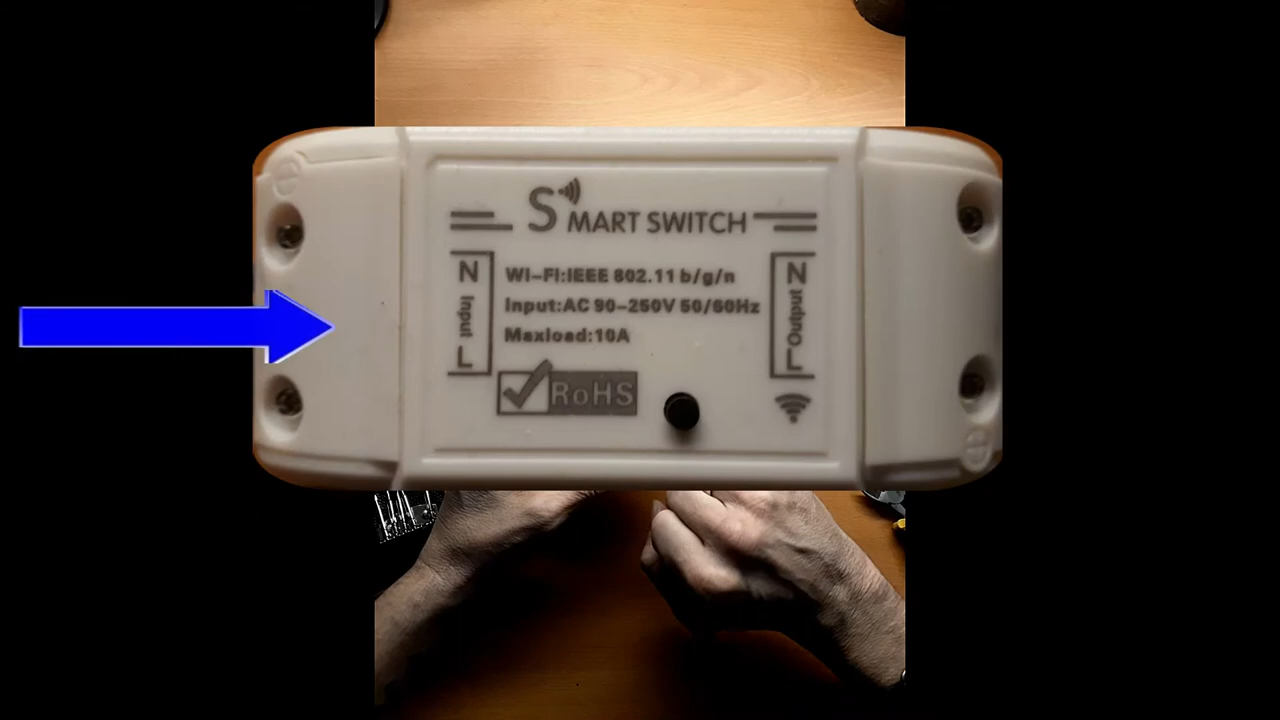 SMART SWITCH
N Input L
WI-FI:IEEE 802.11 b/g/n
Input:AC 90-250V 50/60Hz
Maxload:10A
RoHS
N Output L